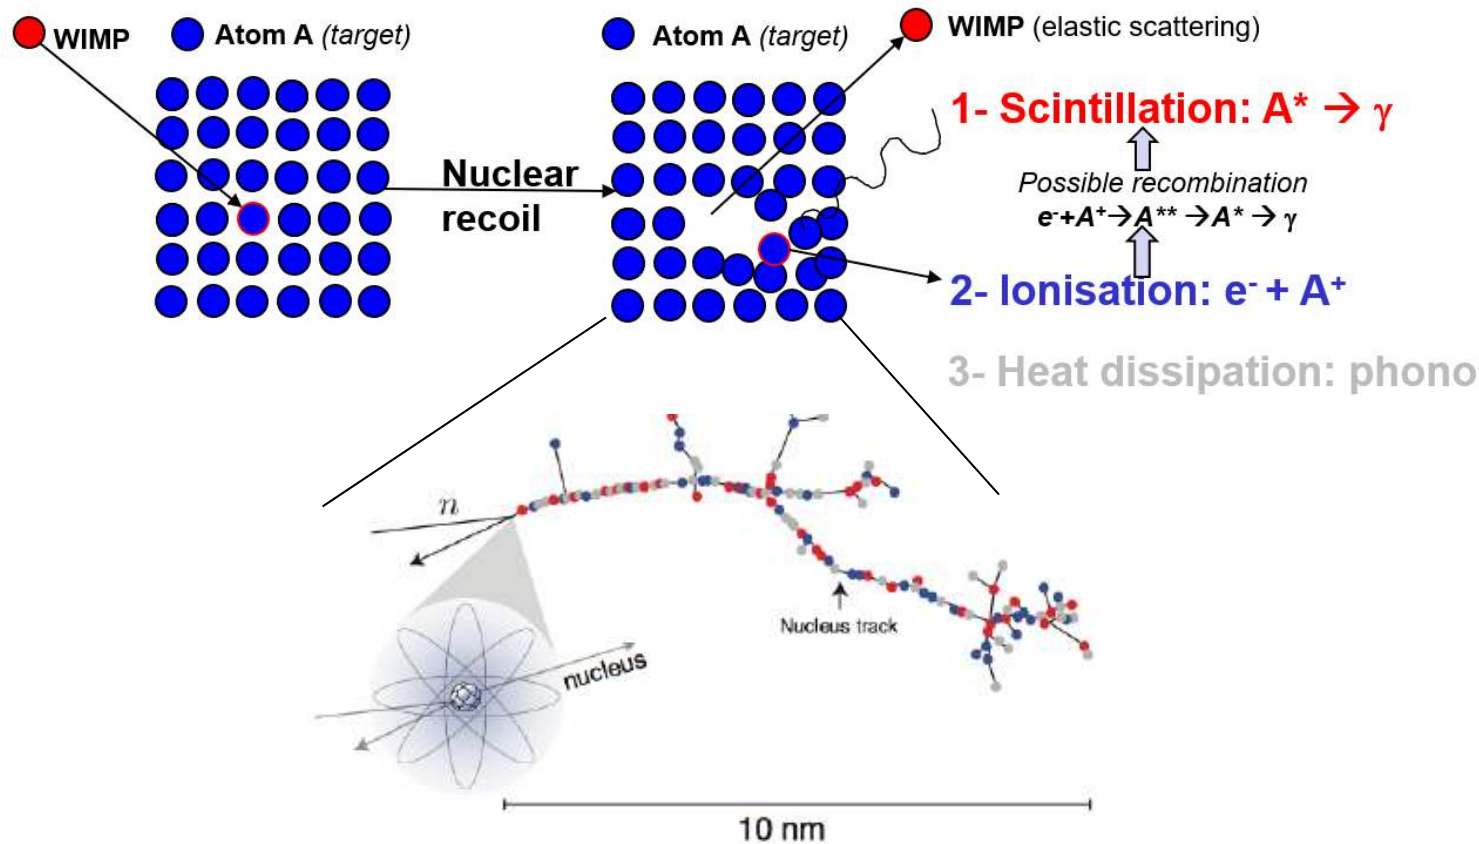 WIMP
Atom A (target)
Atom A (target)
WIMP (elastic scattering)
Nuclear
recoil
1- Scintillation: A* → γ
Possible recombination
e⁻+A⁺→A** →A* → γ
2- Ionisation: e⁻ + A⁺
3- Heat dissipation: phono
n
Nucleus track
nucleus
10 nm